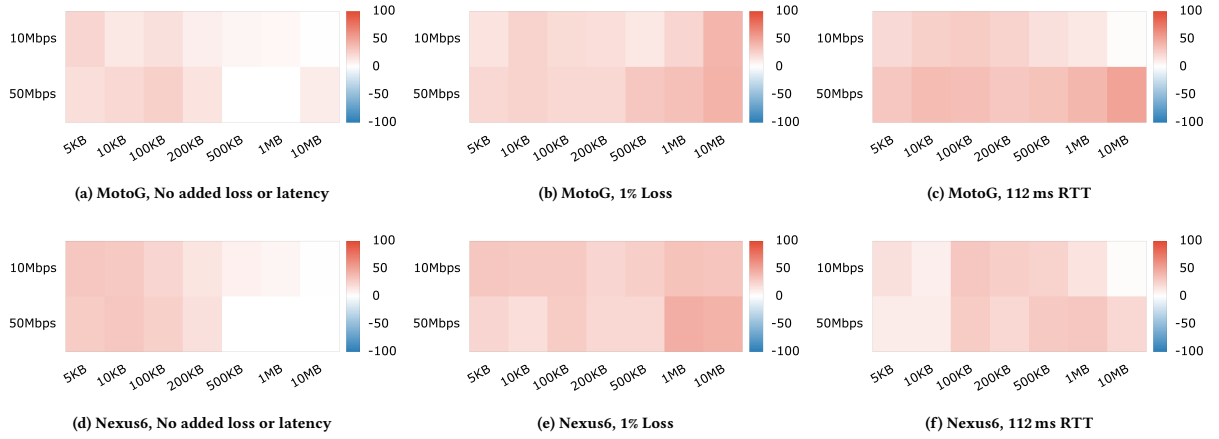 10Mbps
50Mbps
5KB 10KB 100KB 200KB 500KB 1MB 10MB
100
50
0
-50
-100
(a) MotoG, No added loss or latency
10Mbps
50Mbps
5KB 10KB 100KB 200KB 500KB 1MB 10MB
100
50
0
-50
-100
(b) MotoG, 1% Loss
10Mbps
50Mbps
5KB 10KB 100KB 200KB 500KB 1MB 10MB
100
50
0
-50
-100
(c) MotoG, 112 ms RTT
10Mbps
50Mbps
5KB 10KB 100KB 200KB 500KB 1MB 10MB
100
50
0
-50
-100
(d) Nexus6, No added loss or latency
10Mbps
50Mbps
5KB 10KB 100KB 200KB 500KB 1MB 10MB
100
50
0
-50
-100
(e) Nexus6, 1% Loss
10Mbps
50Mbps
5KB 10KB 100KB 200KB 500KB 1MB 10MB
100
50
0
-50
-100
(f) Nexus6, 112 ms RTT